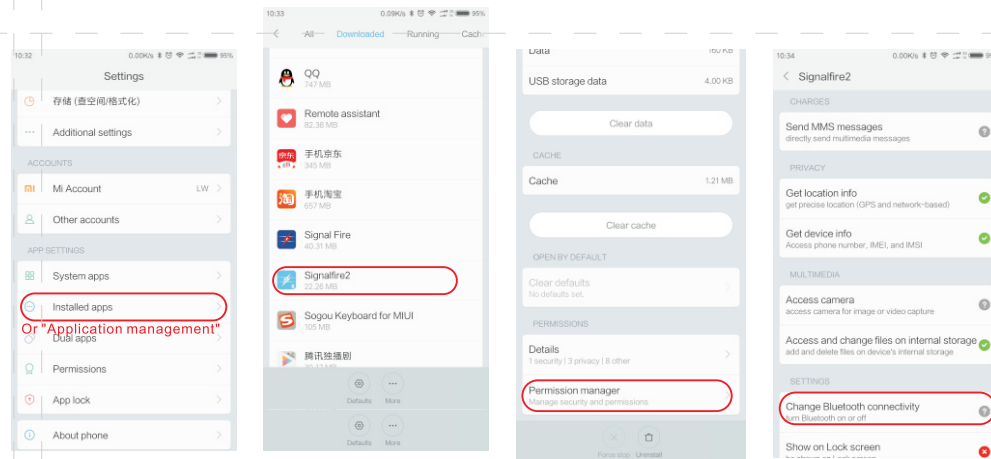 10:32
0.00K/s
95%
Settings
存储 (查空间/格式化)
Additional settings
ACCOUNTS
MI
Mi Account
LW
Other accounts
APP SETTINGS
System apps
Installed apps
Or "Application management"
Dual apps
Permissions
App lock
About phone
10:33
0.09K/s
95%
All
Downloaded
Running
Cach
QQ
747 MB
Remote assistant
82.36 MB
京东
手机京东
345 MB
淘
手机淘宝
657 MB
Signal Fire
40.31 MB
Signalfire2
22.26 MB
S
Sogou Keyboard for MIUI
105 MB
腾讯独播剧
Defaults
More
Defaults
More
Data
160 KB
USB storage data
4.00 KB
Clear data
CACHE
Cache
1.21 MB
Clear cache
OPEN BY DEFAULT
Clear defaults
No defaults set.
PERMISSIONS
Details
1 security | 3 privacy | 8 other
Permission manager
Manage security and permissions
Force stop
Uninstall
10:34
0.00K/s
Signalfire2
CHARGES
Send MMS messages
directly send multimedia messages
PRIVACY
Get location info
get precise location (GPS and network-based)
Get device info
Access phone number, IMEI, and IMSI
MULTIMEDIA
Access camera
access camera for image or video capture
Access and change files on internal storage
add and delete files on device's internal storage
SETTINGS
Change Bluetooth connectivity
turn Bluetooth on or off
Show on Lock screen